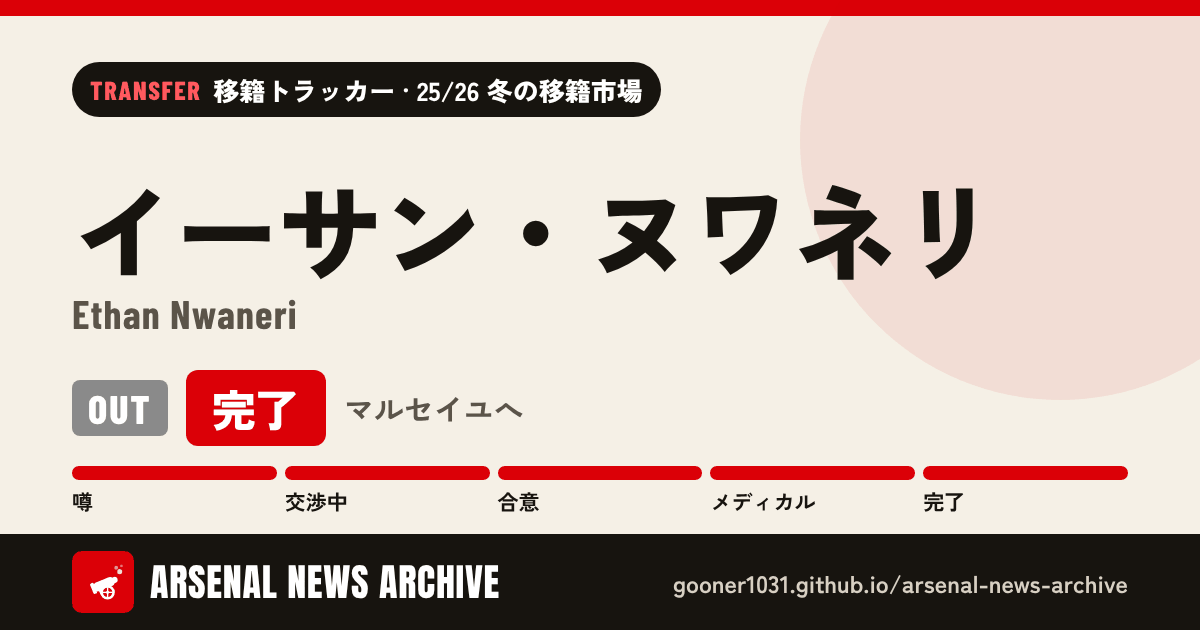 TRANSFER 移籍トラッカー · 25/26 冬の移籍市場
イーサン・ヌワネリ
Ethan Nwaneri
OUT 完了 マルセイユへ
噂 交渉中 合意 メディカル 完了
ARSENAL NEWS ARCHIVE gooner1031.github.io/arsenal-news-archive